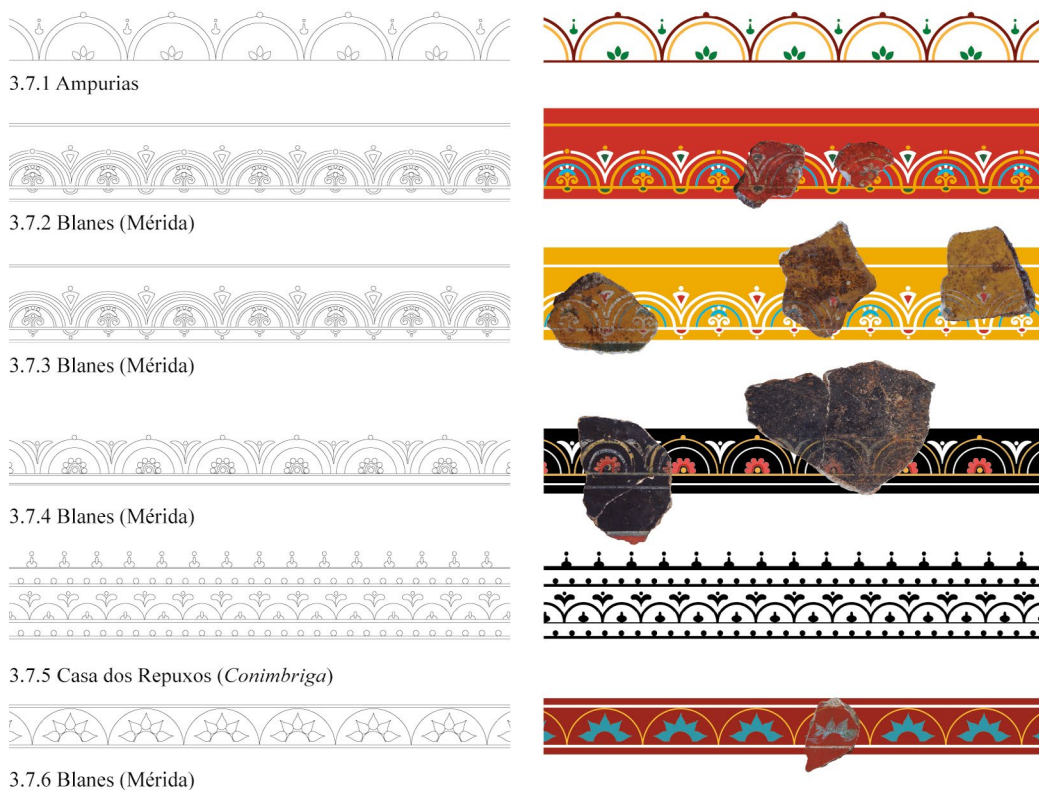 3.7.1 Ampurias
3.7.2 Blanes (Mérida)
3.7.3 Blanes (Mérida)
3.7.4 Blanes (Mérida)
3.7.5 Casa dos Repuxos (Conimbriga)
3.7.6 Blanes (Mérida)